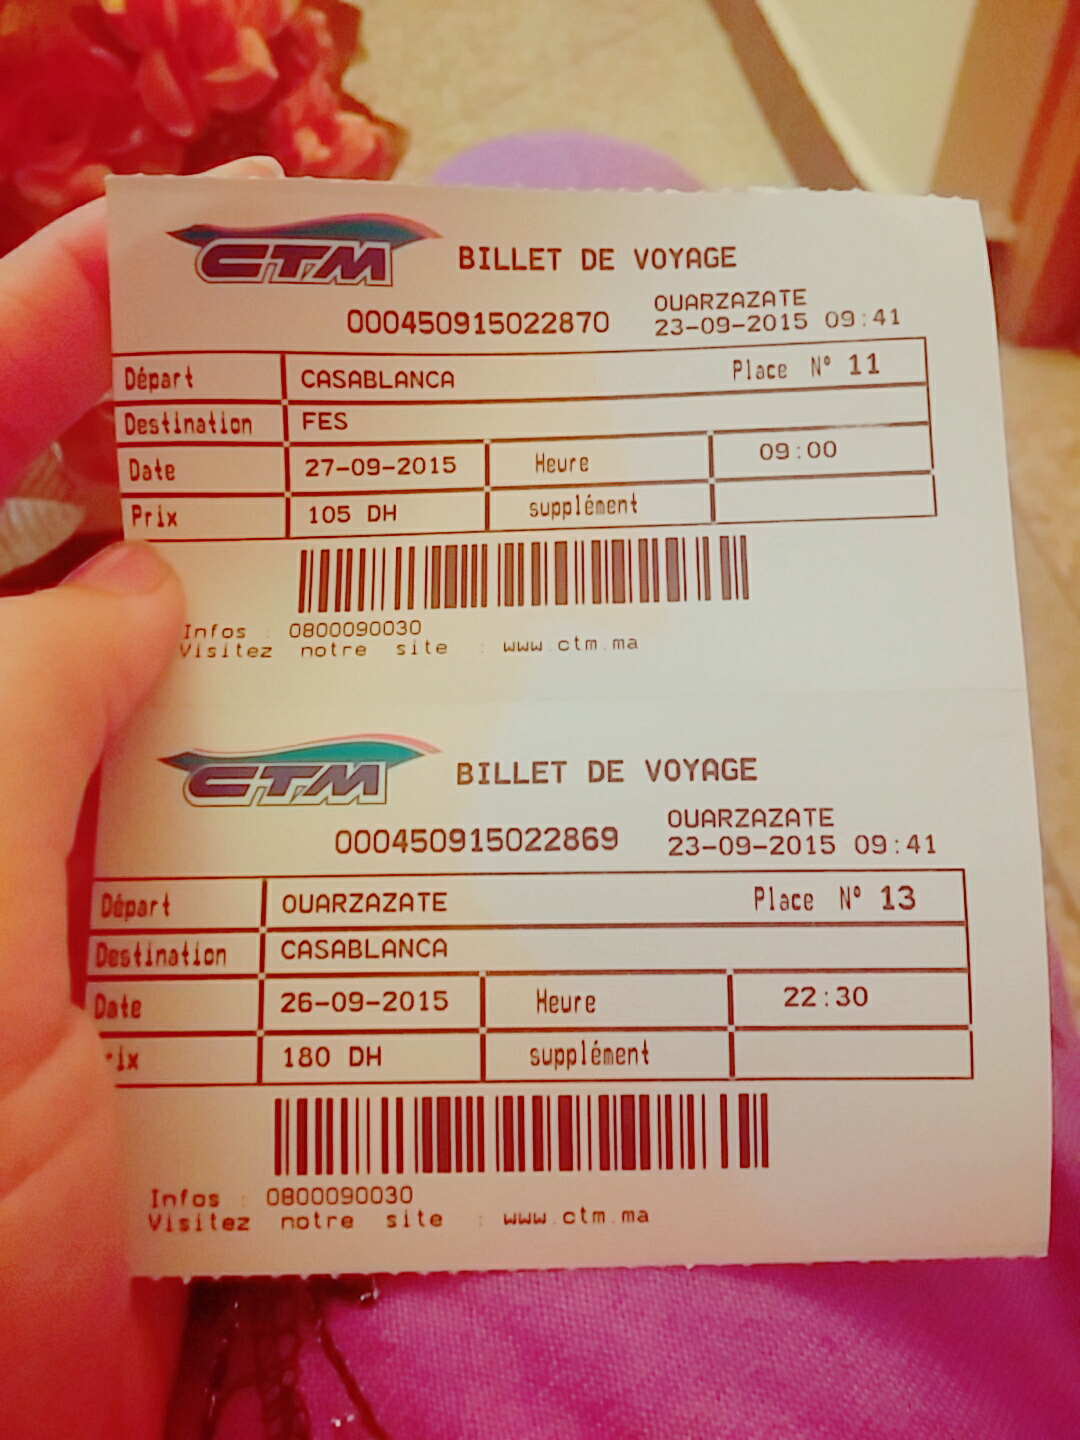 CTM BILLET DE VOYAGE
000450915022870 OUARZAZATE
23-09-2015 09:41
Départ CASABLANCA Place N° 11
Destination FES
Date 27-09-2015 Heure 09:00
Prix 105 DH supplément
Infos : 0800090030
Visitez notre site : www.ctm.ma
CTM BILLET DE VOYAGE
000450915022869 OUARZAZATE
23-09-2015 09:41
Départ OUARZAZATE Place N° 13
Destination CASABLANCA
Date 26-09-2015 Heure 22:30
rix 180 DH supplément
Infos : 0800090030
Visitez notre site : www.ctm.ma